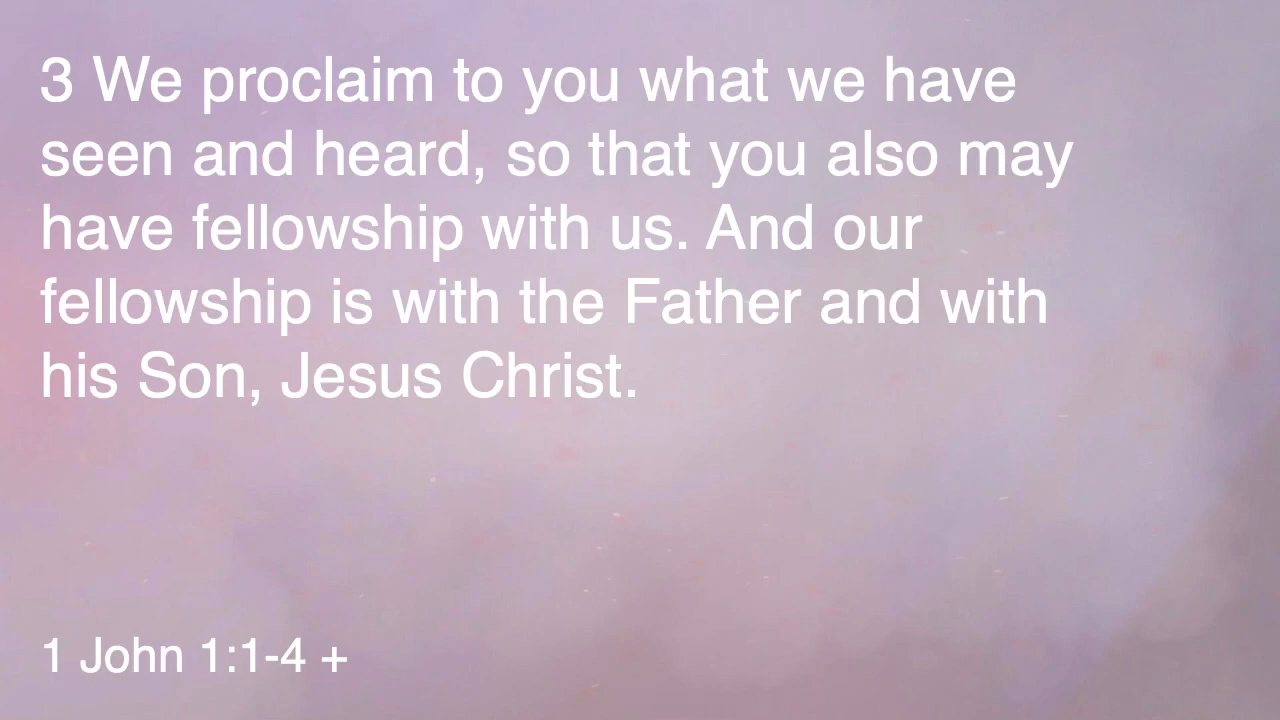 3 We proclaim to you what we have
seen and heard, so that you also may
have fellowship with us. And our
fellowship is with the Father and with
his Son, Jesus Christ.
1 John 1:1-4 +